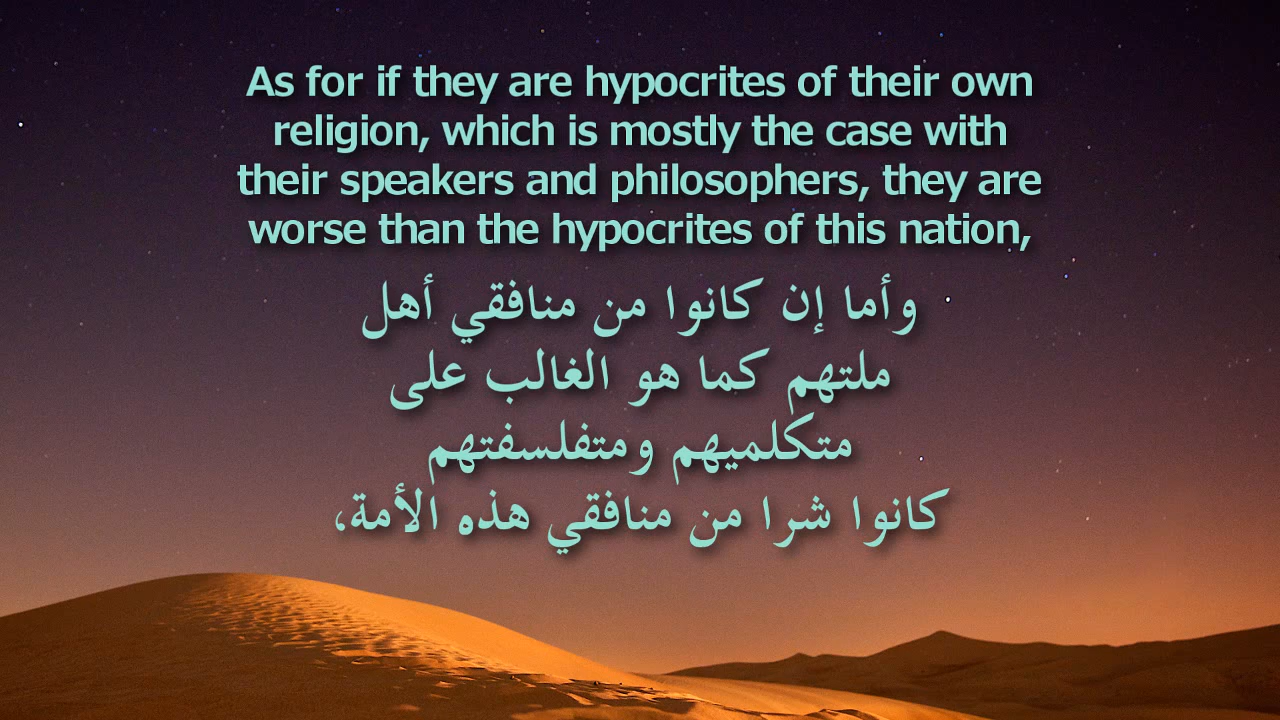 As for if they are hypocrites of their own
religion, which is mostly the case with
their speakers and philosophers, they are
worse than the hypocrites of this nation,
وأما إن كانوا من منافقي أهل
ملتهم كما هو الغالب على
متكلميهم ومتفلسفتهم
كانوا شرا من منافقي هذه الأمة،